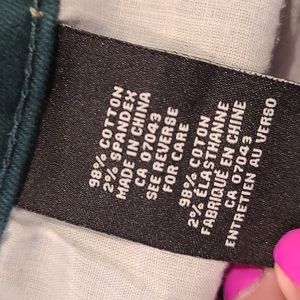 98% COTTON
2% SPANDEX
MADE IN CHINA
CA 07043
SEE REVERSE
FOR CARE
98% COTON
2% ÉLASTHANNE
FABRIQUÉ EN CHINE
CA 07043
ENTRETIEN AU VERSO